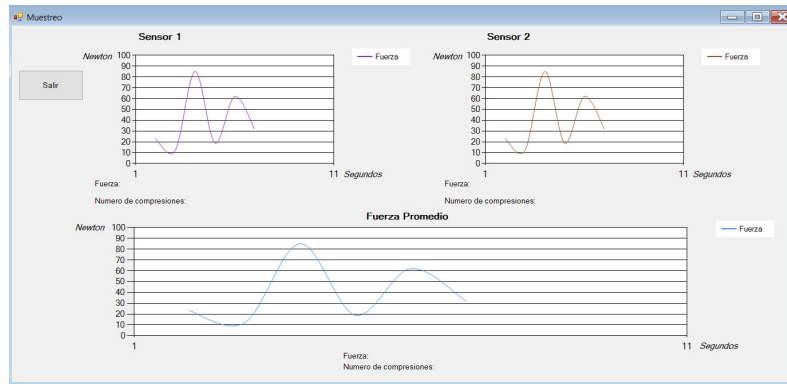 Muestreo
Sensor 1
Newton
100
90
80
70
60
50
40
30
20
10
0
1
11
Segundos
Fuerza
Fuerza:
Numero de compresiones:
Salir
Sensor 2
Newton
100
90
80
70
60
50
40
30
20
10
0
1
11
Segundos
Fuerza
Fuerza:
Numero de compresiones:
Fuerza Promedio
Newton
100
90
80
70
60
50
40
30
20
10
0
1
11
Segundos
Fuerza
Fuerza:
Numero de compresiones: